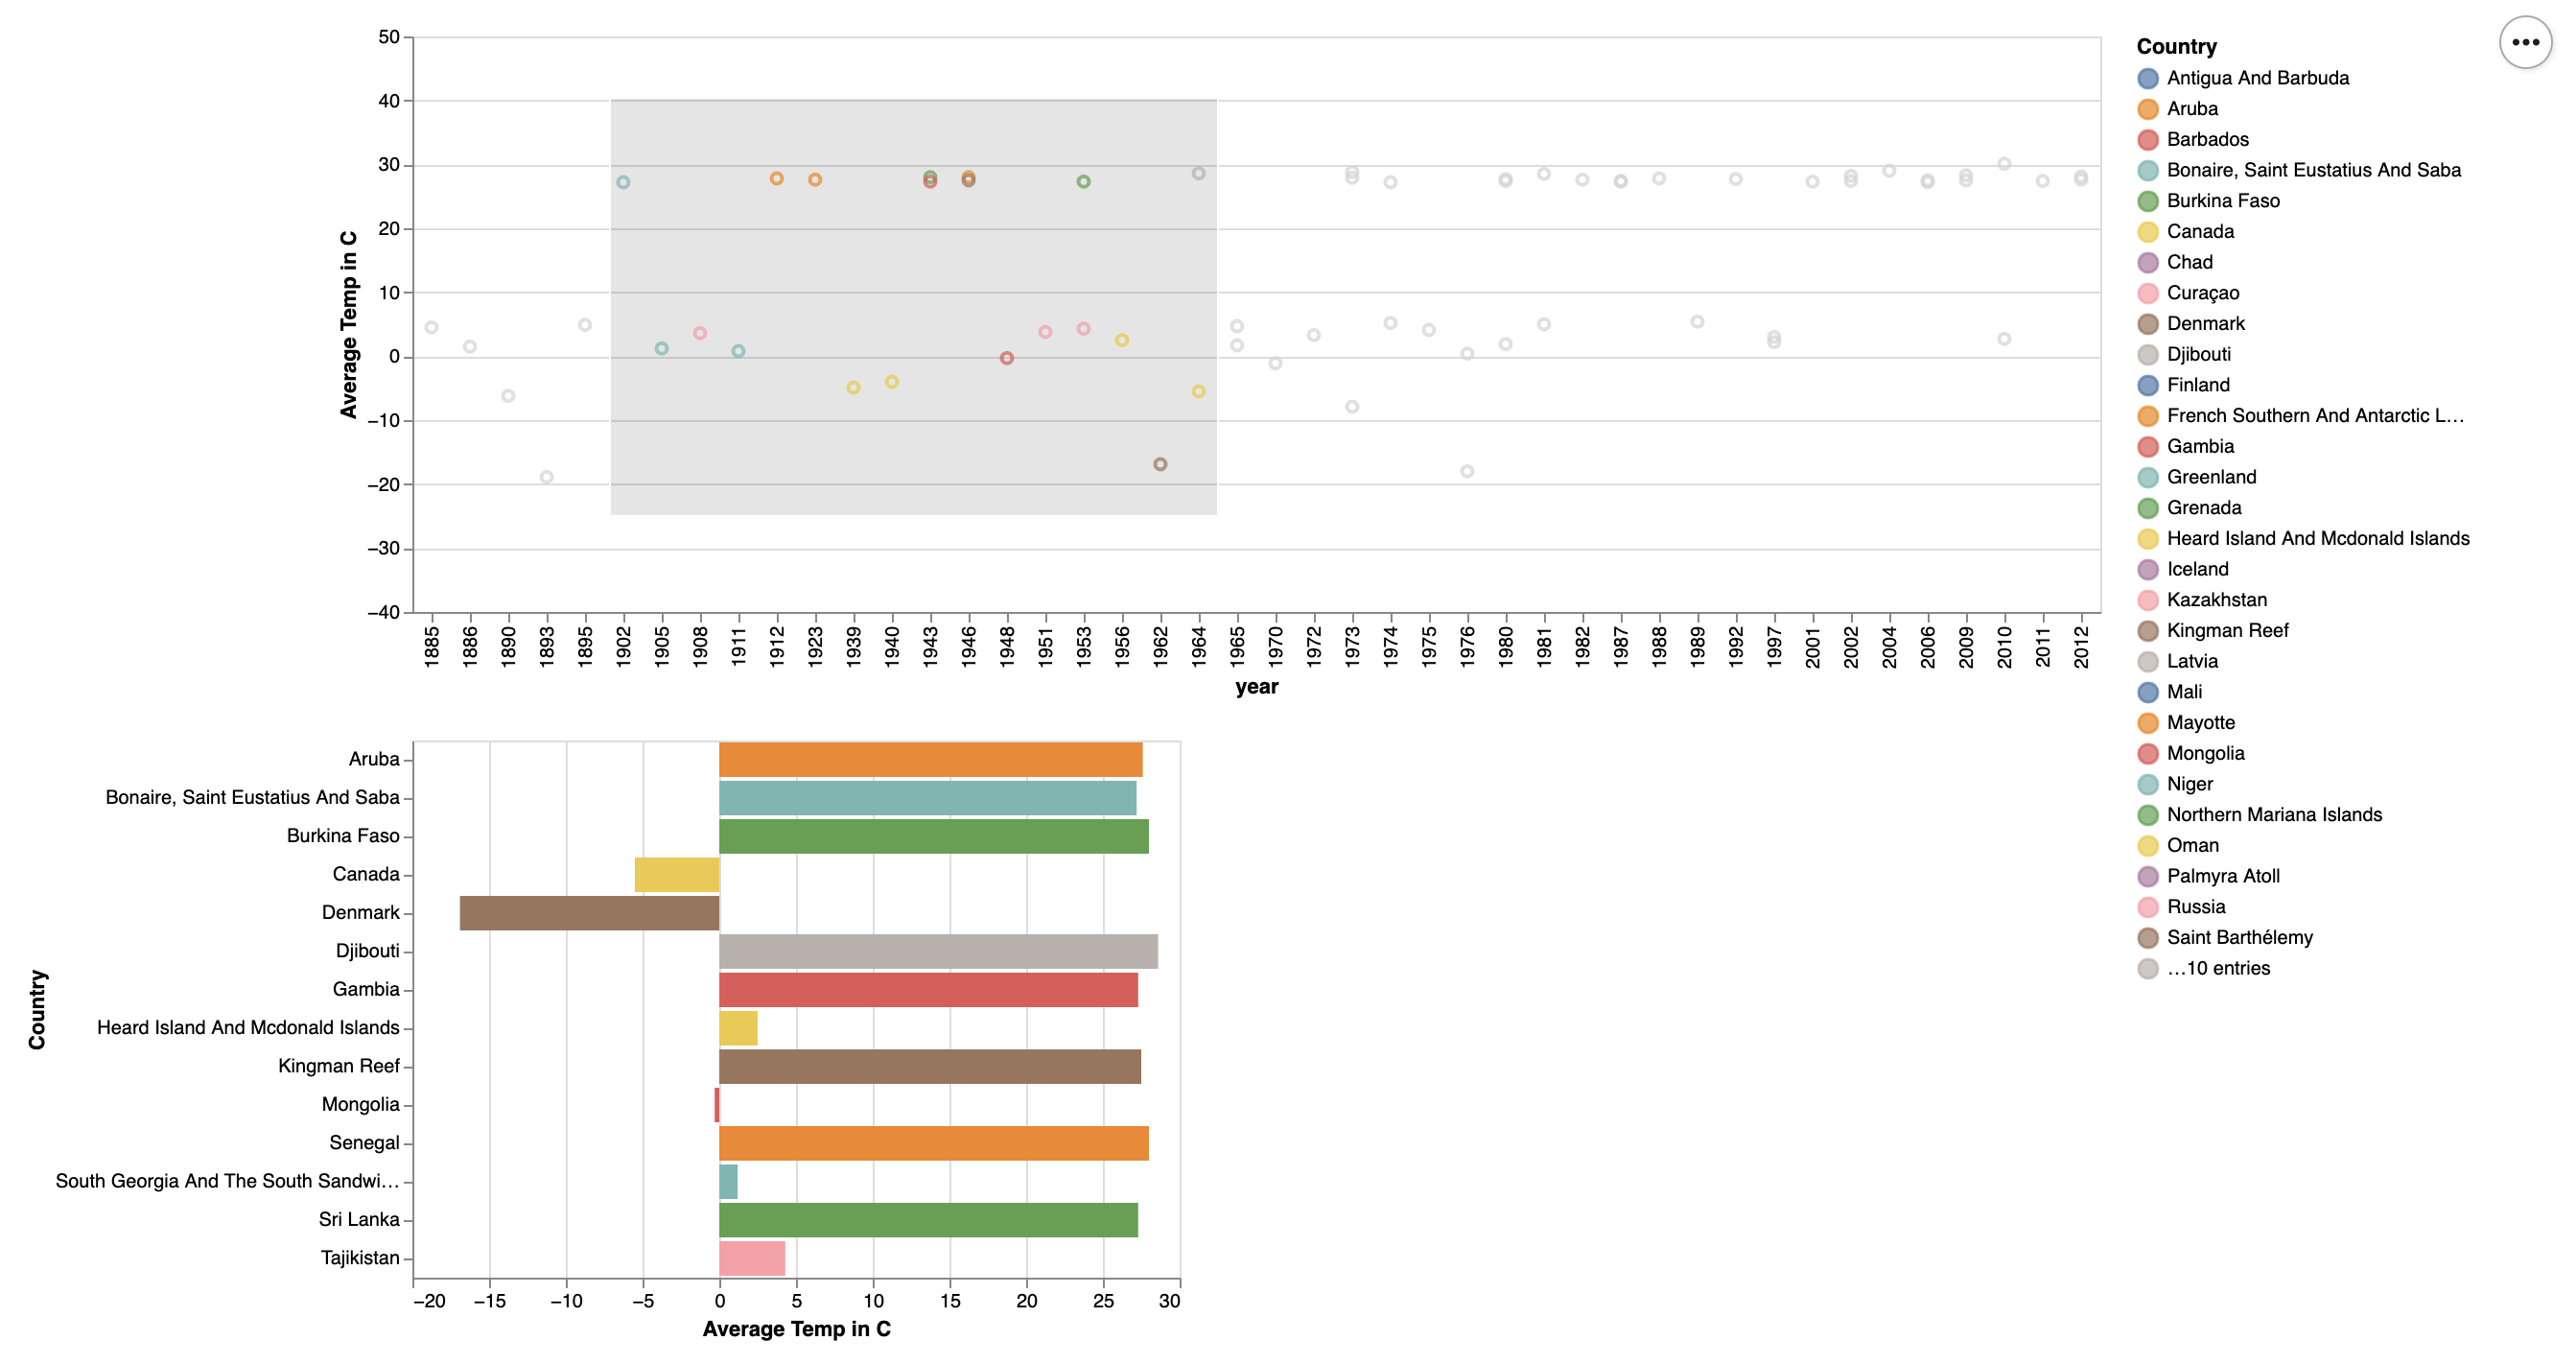 50
40
30
20
10
0
−10
−20
−30
−40
Average Temp in C
1885 1886 1890 1893 1895 1902 1905 1908 1911 1912 1923 1939 1940 1943 1946 1948 1951 1953 1956 1962 1964 1965 1970 1972 1973 1974 1975 1976 1980 1981 1982 1987 1988 1989 1992 1997 2001 2002 2004 2006 2009 2010 2011 2012
year
Country
Antigua And Barbuda
Aruba
Barbados
Bonaire, Saint Eustatius And Saba
Burkina Faso
Canada
Chad
Curaçao
Denmark
Djibouti
Finland
French Southern And Antarctic L…
Gambia
Greenland
Grenada
Heard Island And Mcdonald Islands
Iceland
Kazakhstan
Kingman Reef
Latvia
Mali
Mayotte
Mongolia
Niger
Northern Mariana Islands
Oman
Palmyra Atoll
Russia
Saint Barthélemy
…10 entries
Country
Aruba
Bonaire, Saint Eustatius And Saba
Burkina Faso
Canada
Denmark
Djibouti
Gambia
Heard Island And Mcdonald Islands
Kingman Reef
Mongolia
Senegal
South Georgia And The South Sandwi…
Sri Lanka
Tajikistan
−20 −15 −10 −5 0 5 10 15 20 25 30
Average Temp in C